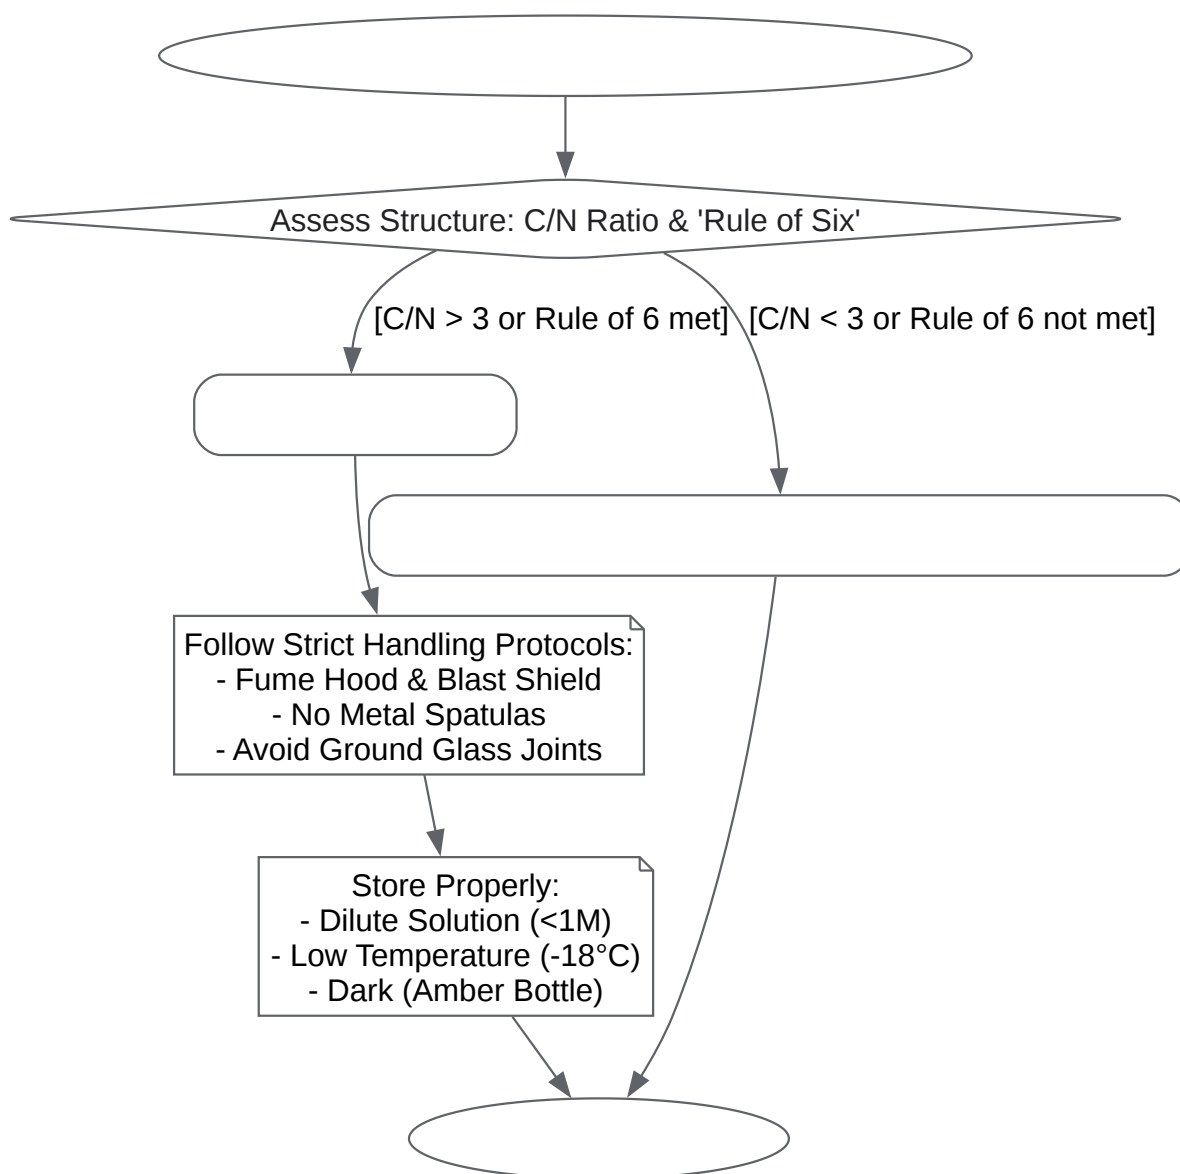 Assess Structure: C/N Ratio & 'Rule of Six'
[C/N > 3 or Rule of 6 met]
[C/N < 3 or Rule of 6 not met]
Follow Strict Handling Protocols:
- Fume Hood & Blast Shield
- No Metal Spatulas
- Avoid Ground Glass Joints
Store Properly:
- Dilute Solution (<1M)
- Low Temperature (-18°C)
- Dark (Amber Bottle)